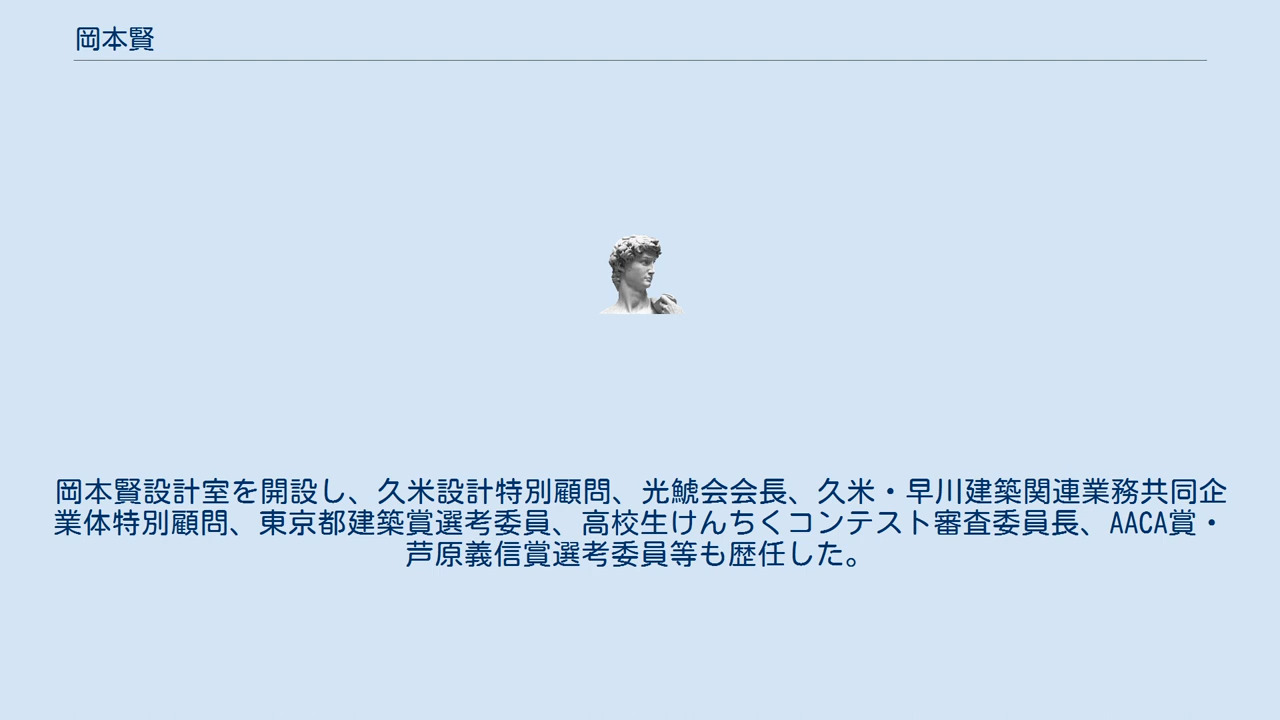 岡本賢
岡本賢設計室を開設し、久米設計特別顧問、光鯱会会長、久米・早川建築関連業務共同企
業体特別顧問、東京都建築賞選考委員、高校生けんちくコンテスト審査委員長、AACA賞・
芦原義信賞選考委員等も歴任した。